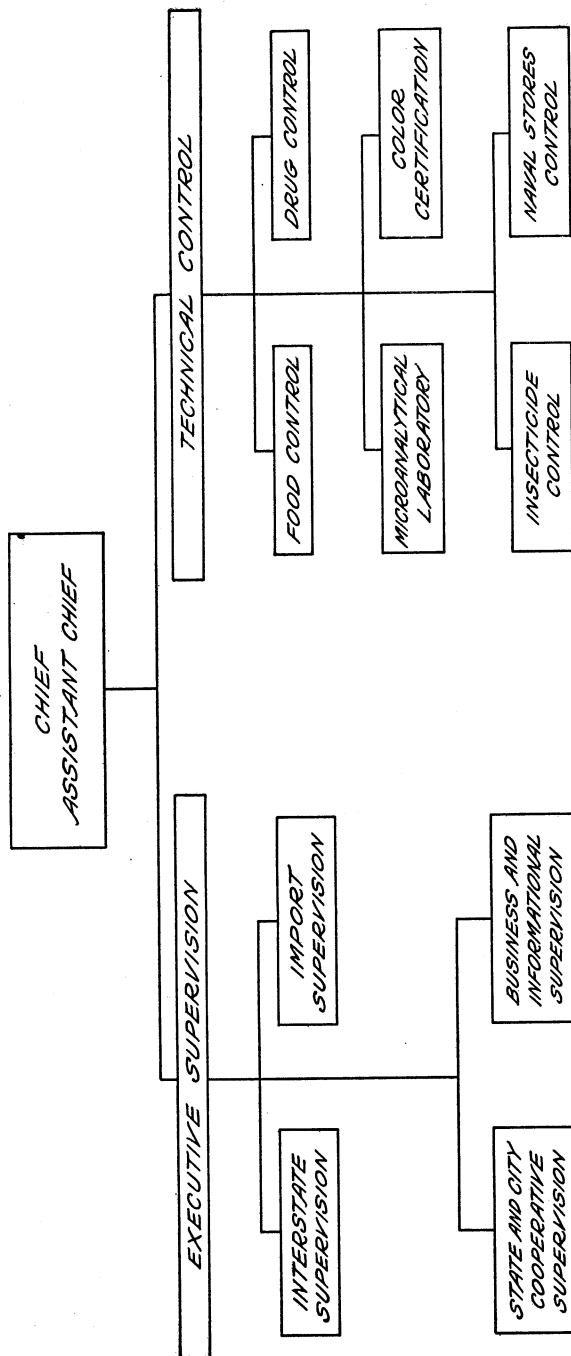 CHIEF
ASSISTANT CHIEF
EXECUTIVE SUPERVISION
TECHNICAL CONTROL
INTERSTATE
SUPERVISION
IMPORT
SUPERVISION
FOOD CONTROL
DRUG CONTROL
MICROANALYTICAL
LABORATORY
COLOR
CERTIFICATION
STATE AND CITY
COOPERATIVE
SUPERVISION
BUSINESS AND
INFORMATIONAL
SUPERVISION
INSECTICIDE
CONTROL
NAVAL STORES
CONTROL